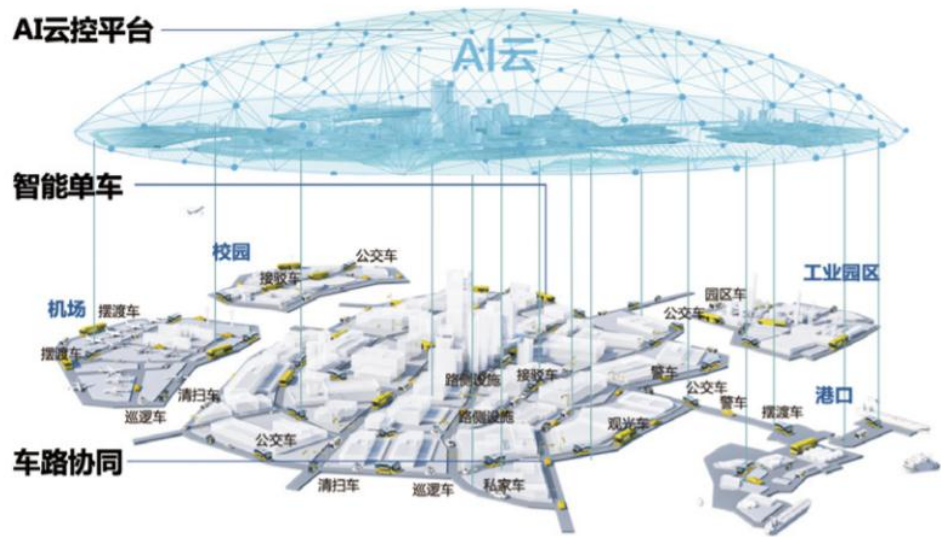 AI云控平台
AI云
智能单车
校园
公交车
接驳车
工业园区
机场
摆渡车
园区车
公交车
摆渡车
路侧设施
接驳车
警车
清扫车
公交车
港口
警车
巡逻车
路侧设施
摆渡车
观光车
公交车
车路协同
清扫车
巡逻车
私家车